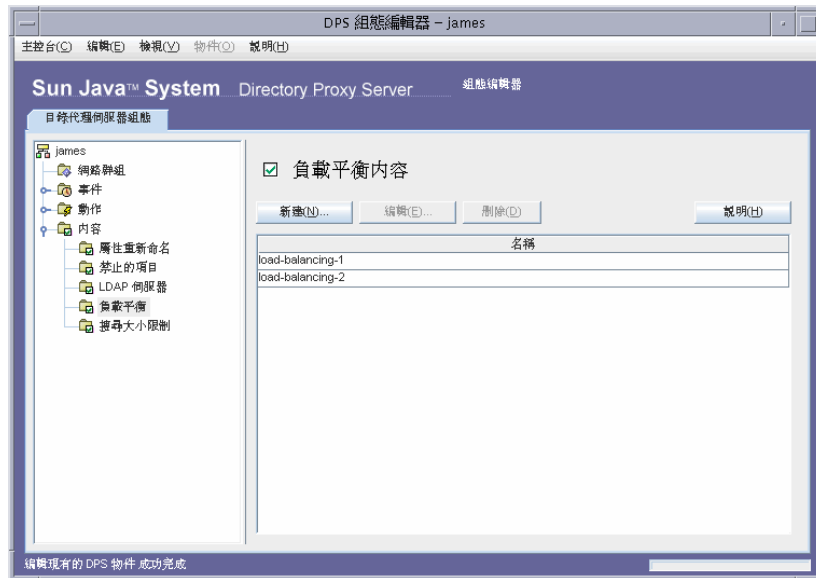 DPS 組態編輯器 – james
主控台(C) 編輯(E) 檢視(V) 物件(O) 說明(H)
Sun Java™ System Directory Proxy Server 組態編輯器
目錄代理伺服器組態
james
網路群組
事件
動作
內容
屬性重新命名
禁止的項目
LDAP 伺服器
負載平衡
搜尋大小限制
負載平衡內容
新建(N)... 編輯(E)... 刪除(D) 說明(H)
名稱
load-balancing-1
load-balancing-2
編輯現有的 DPS 物件 成功完成